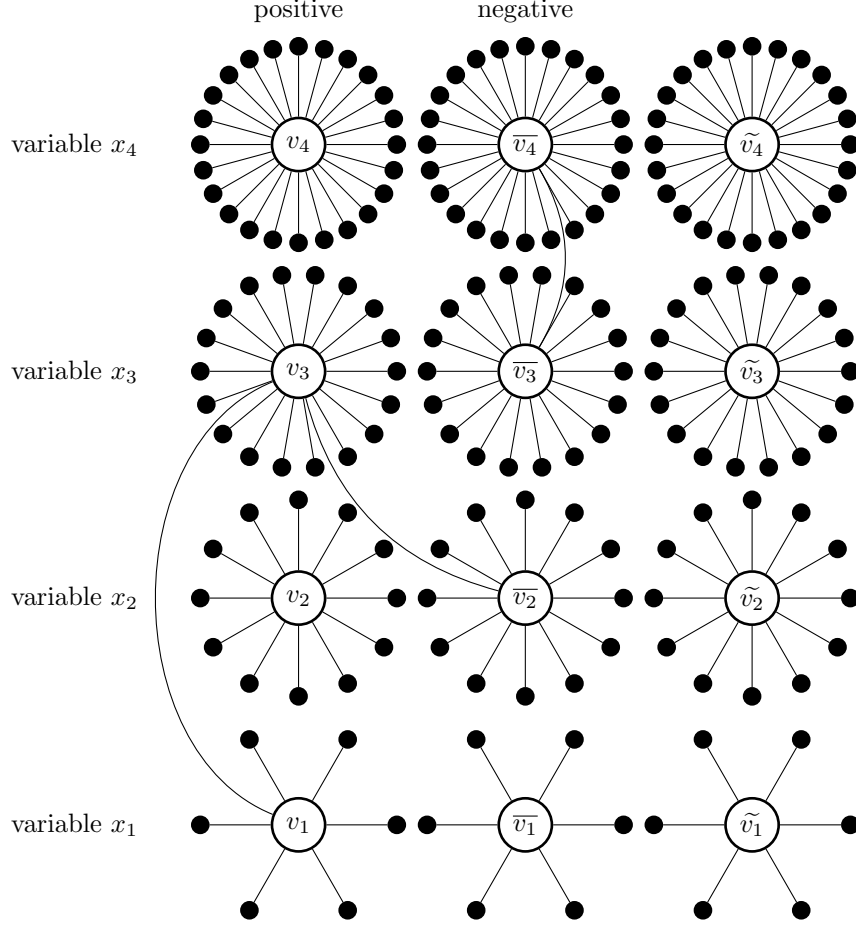 positive negative
variable x₄ v₄ v̅₄ ṽ₄
variable x₃ v₃ v̅₃ ṽ₃
variable x₂ v₂ v̅₂ ṽ₂
variable x₁ v₁ v̅₁ ṽ₁